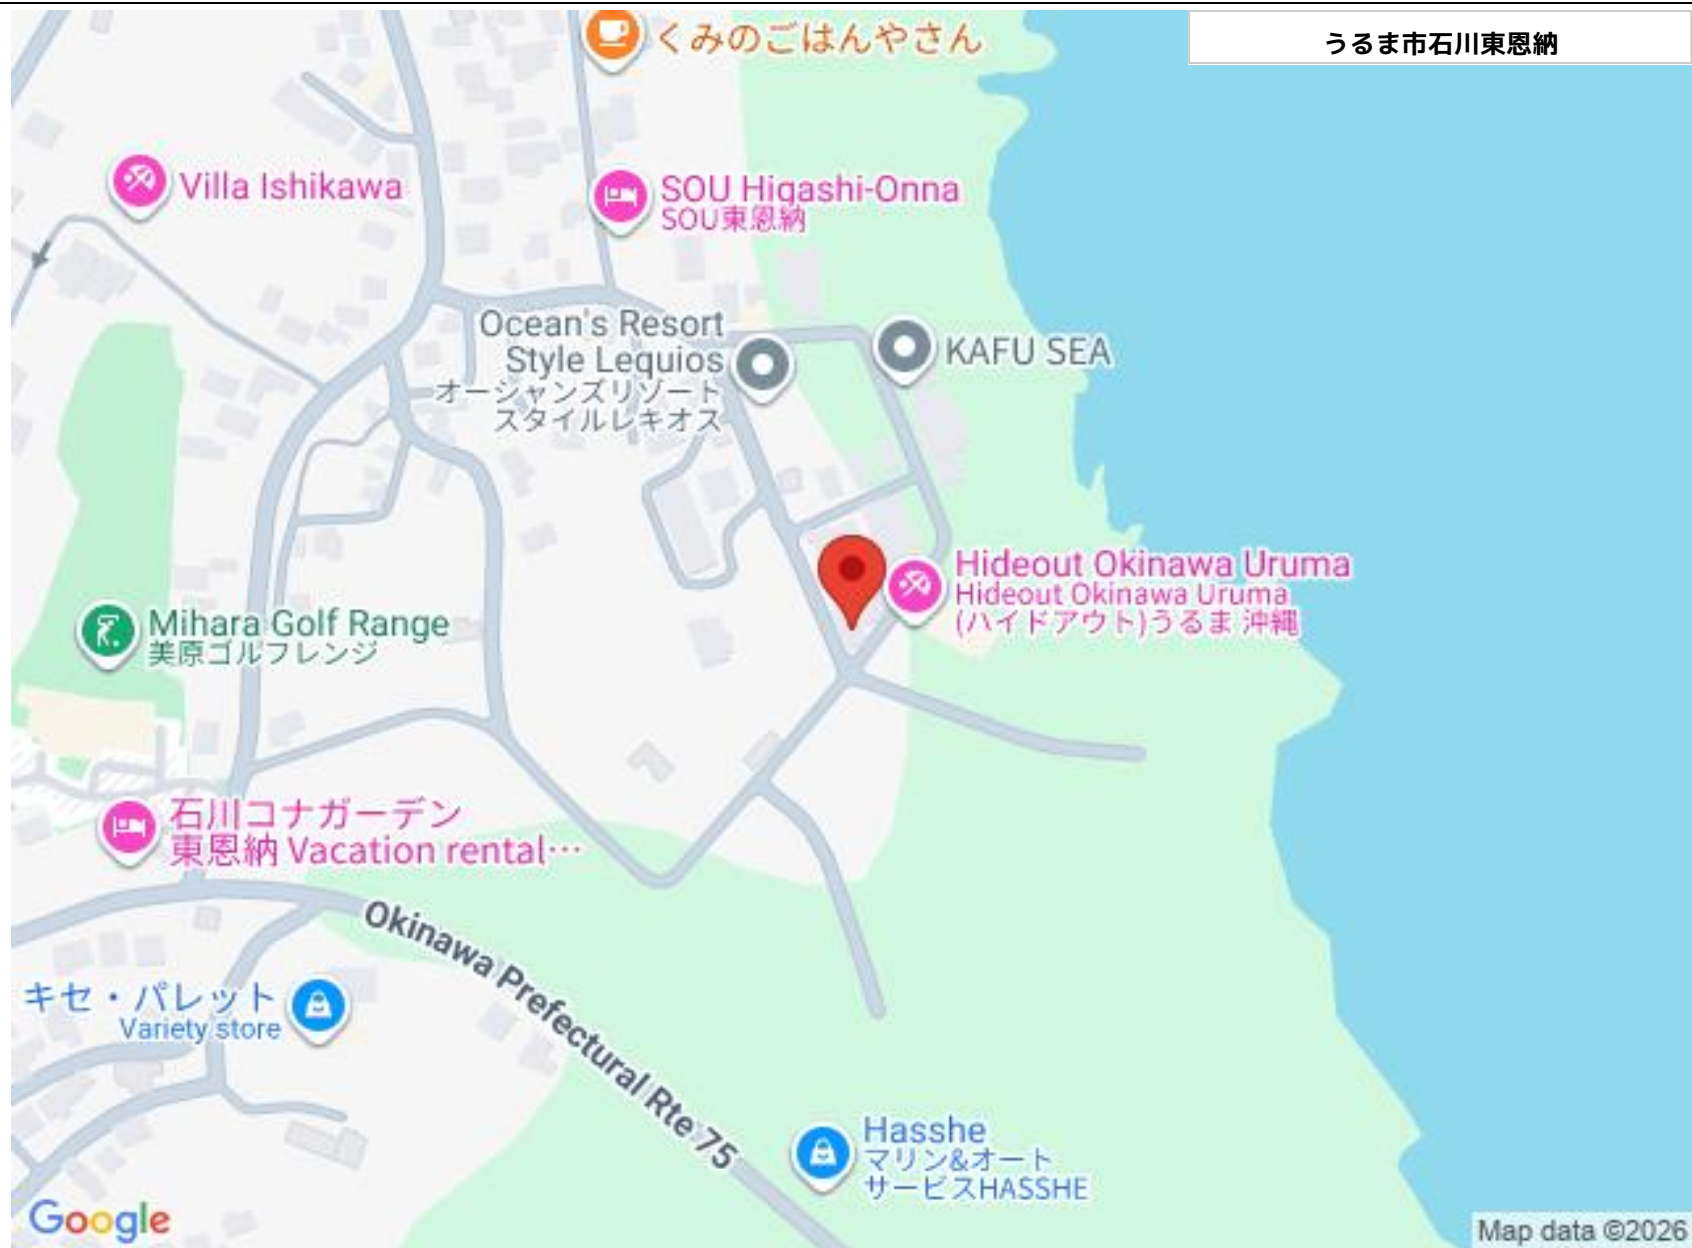 うるま市石川東恩納
くみのごはんやさん
Villa Ishikawa
SOU Higashi-Onna
SOU東恩納
Ocean's Resort
Style Lequios
オーシャンズリゾート
スタイルレキオス
KAFU SEA
Hideout Okinawa Uruma
Hideout Okinawa Uruma
(ハイドアウト)うるま 沖縄
Mihara Golf Range
美原ゴルフレンジ
石川コナガーデン
東恩納 Vacation rental…
Okinawa Prefectural Rte 75
キセ・パレット
Variety store
Hasshe
マリン&オート
サービスHASSHE
Google
Map data ©2026